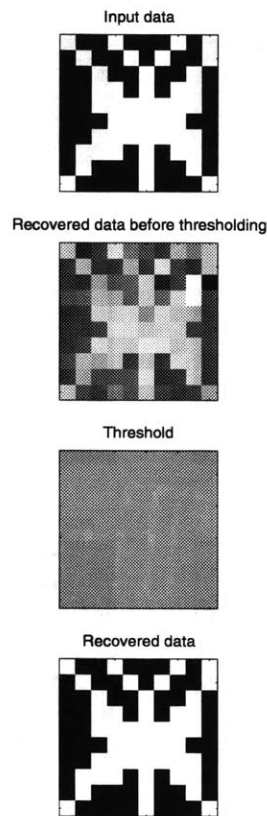 Input data
Recovered data before thresholding
Threshold
Recovered data